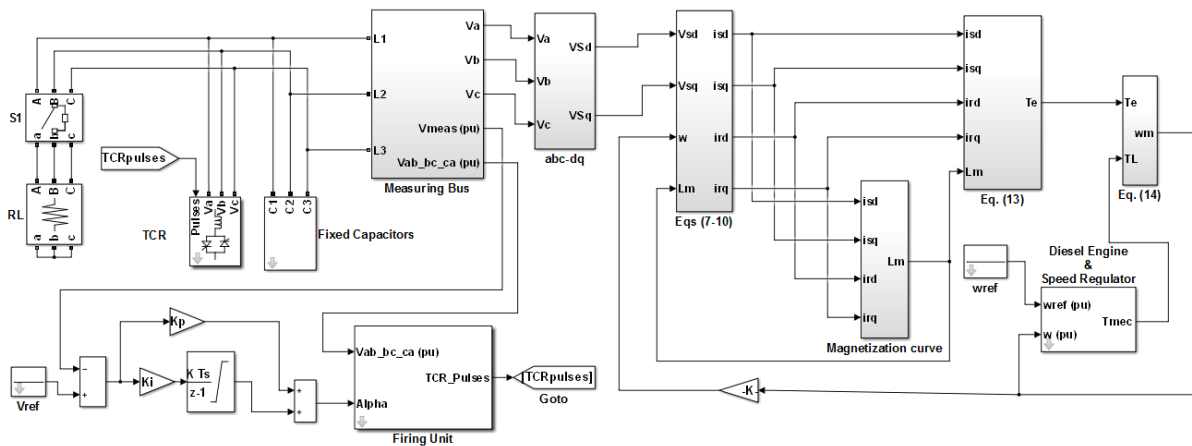 A B C
S1
a b c
A B C
RL
a b c
TCRpulses
Pulses Va Vb Vc
TCR
C1 C2 C3
Fixed Capacitors
L1
L2
L3
Va
Vb
Vc
Vmeas (pu)
Vab_bc_ca (pu)
Measuring Bus
Va
Vb
Vc
VSd
VSq
abc-dq
Vsd
Vsq
w
Lm
isd
isq
ird
irq
Eqs (7-10)
isd
isq
ird
irq
Lm
Magnetization curve
isd
isq
ird
irq
Lm
Te
Eq. (13)
Te
TL
wm
Eq. (14)
wref
Diesel Engine
&
Speed Regulator
wref (pu)
w (pu)
Tmec
-K-
Vref
−
+
Kp
Ki
K Ts
z-1
+
+
Vab_bc_ca (pu)
Alpha
TCR_Pulses
Firing Unit
[TCRpulses]
Goto